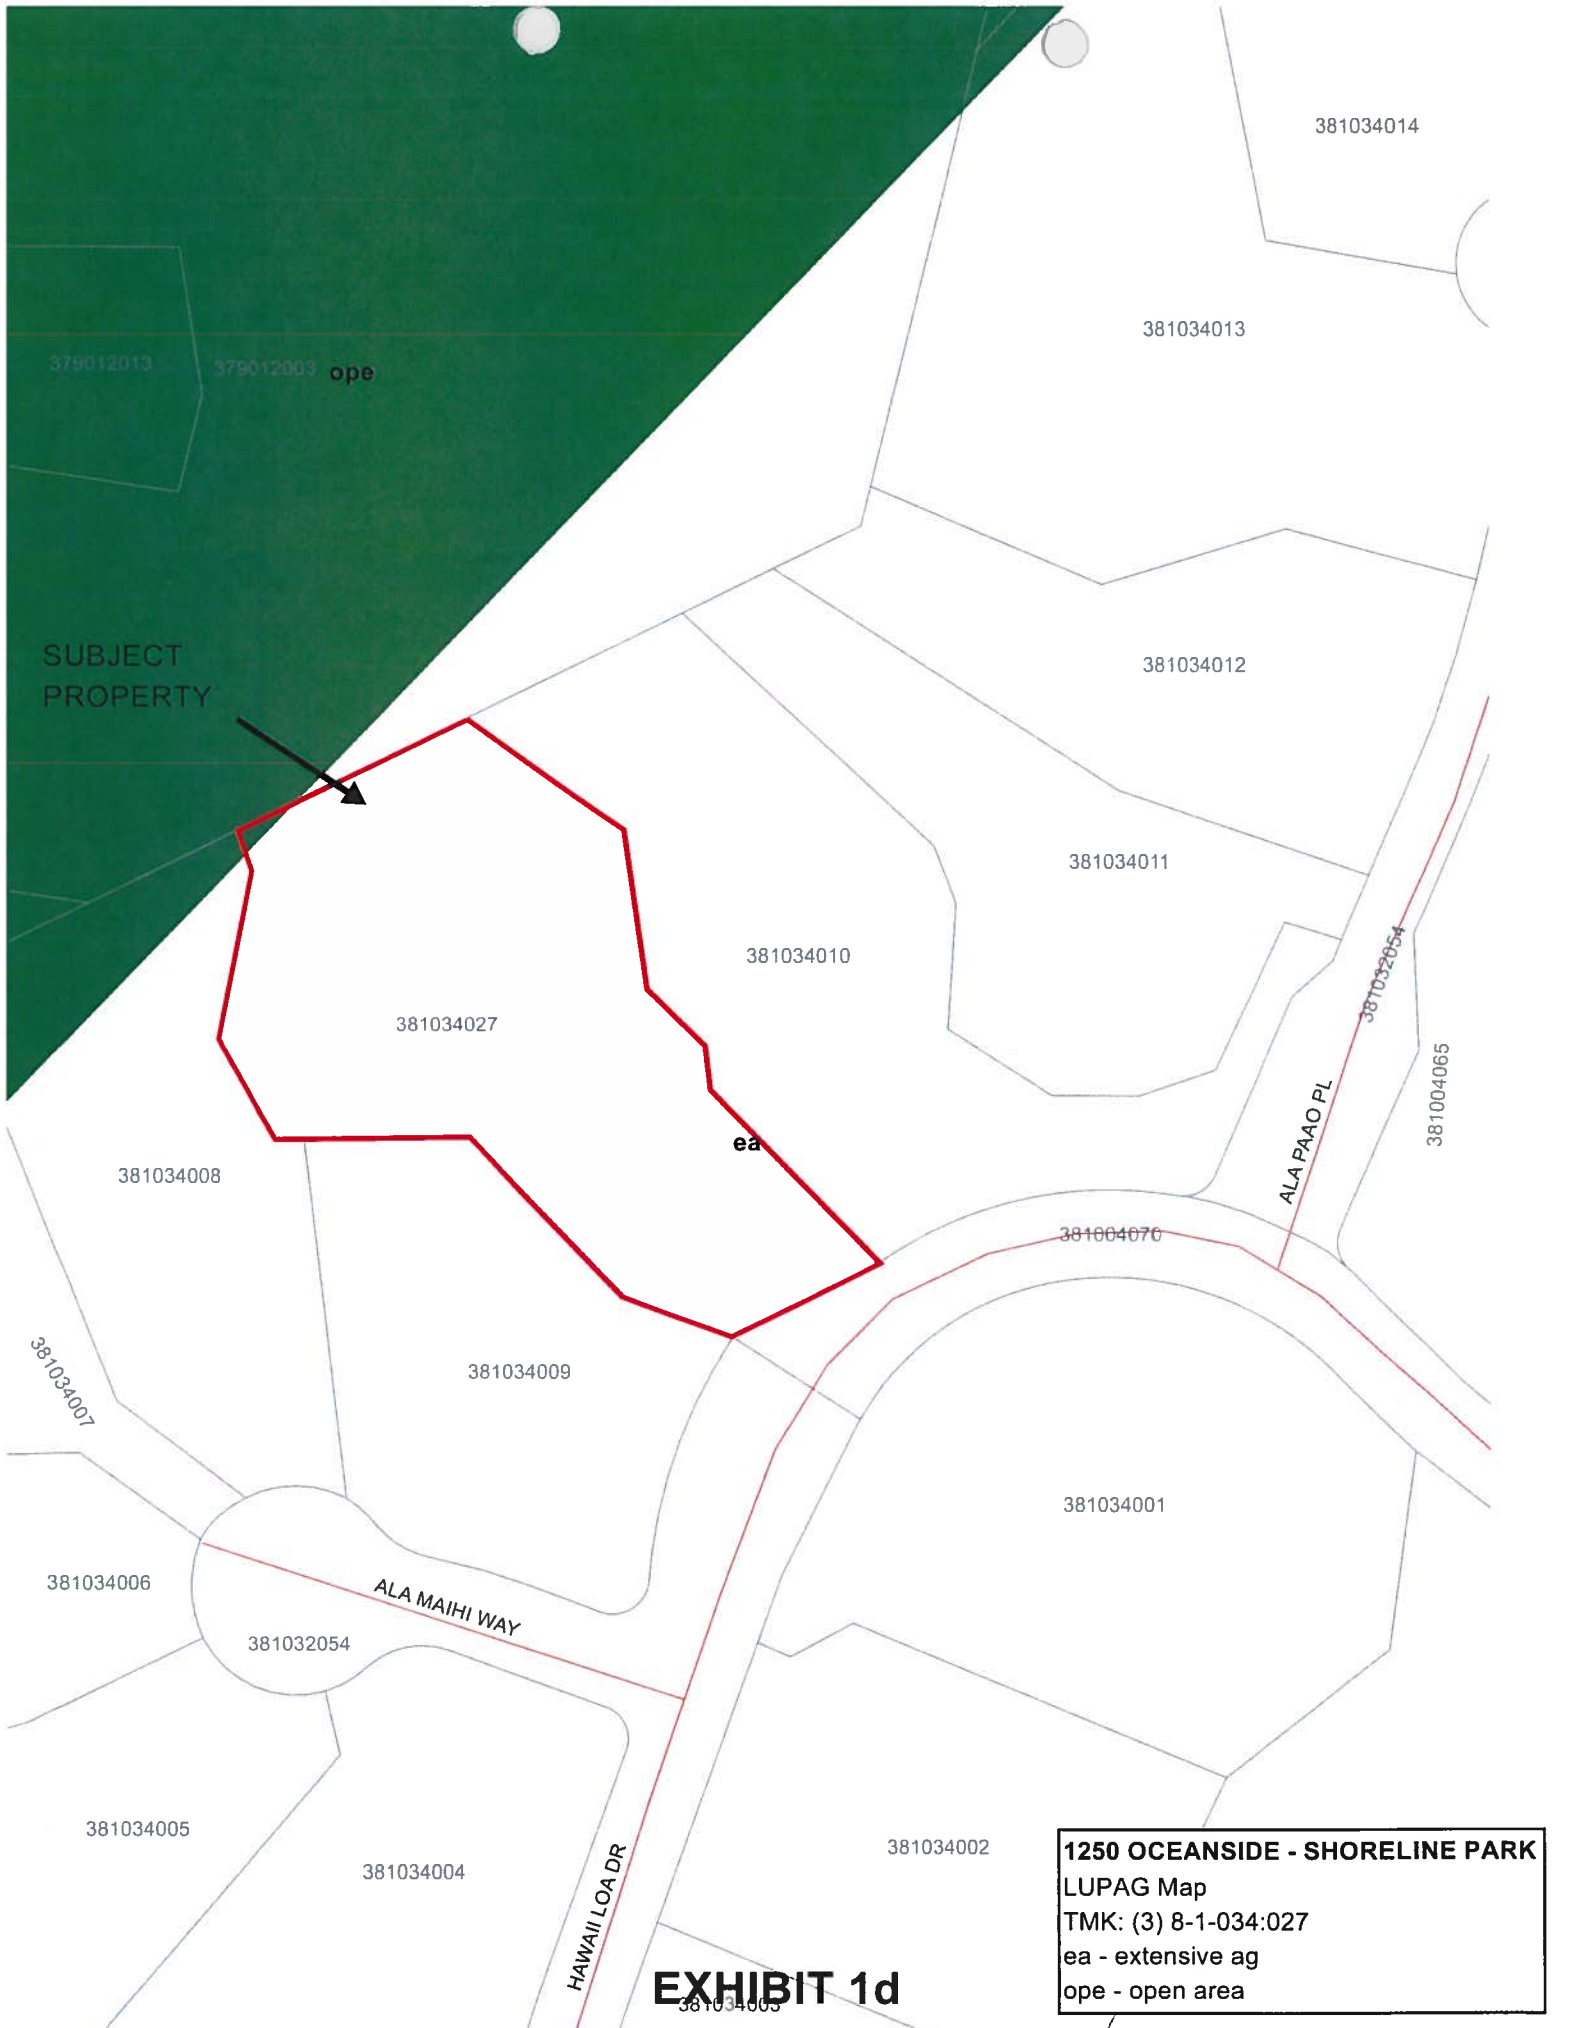 381034014
381034013
379012013
379012003
ope
SUBJECT
PROPERTY
381034012
381034011
381034010
381032054
381034027
381004065
ALA PAAO PL
ea
381034008
381004070
381034007
381034009
381034001
381034006
ALA MAIHI WAY
381032054
381034005
381034004
381034002
HAWAII LOA DR
1250 OCEANSIDE - SHORELINE PARK
LUPAG Map
TMK: (3) 8-1-034:027
ea - extensive ag
ope - open area
EXHIBIT 1d
381034003